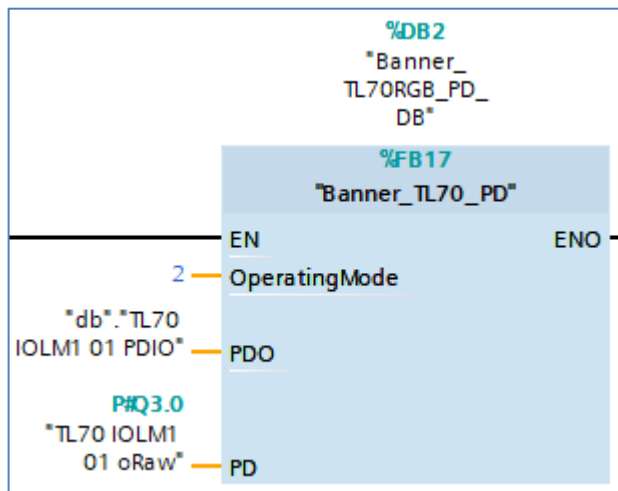 %DB2
"Banner_
TL70RGB_PD_
DB"
%FB17
"Banner_TL70_PD"
EN ENO
2 OperatingMode
"db"."TL70
IOLM1 01 PDIO" PDO
P#Q3.0
"TL70 IOLM1
01 oRaw" PD